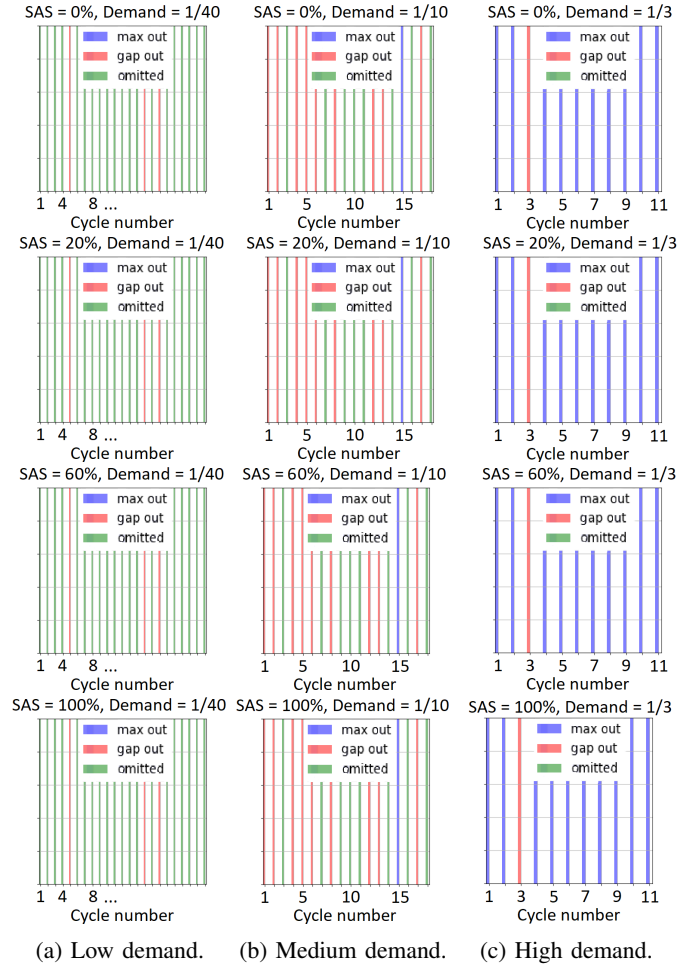 SAS = 0%, Demand = 1/40
max out
gap out
omitted
1 4 8 ...
Cycle number
SAS = 0%, Demand = 1/10
max out
gap out
omitted
1 5 10 15
Cycle number
SAS = 0%, Demand = 1/3
max out
gap out
omitted
1 3 5 7 9 11
Cycle number
SAS = 20%, Demand = 1/40
max out
gap out
omitted
1 4 8 ...
Cycle number
SAS = 20%, Demand = 1/10
max out
gap out
omitted
1 5 10 15
Cycle number
SAS = 20%, Demand = 1/3
max out
gap out
omitted
1 3 5 7 9 11
Cycle number
SAS = 60%, Demand = 1/40
max out
gap out
omitted
1 4 8 ...
Cycle number
SAS = 60%, Demand = 1/10
max out
gap out
omitted
1 5 10 15
Cycle number
SAS = 60%, Demand = 1/3
max out
gap out
omitted
1 3 5 7 9 11
Cycle number
SAS = 100%, Demand = 1/40
max out
gap out
omitted
1 4 8 ...
Cycle number
SAS = 100%, Demand = 1/10
max out
gap out
omitted
1 5 10 15
Cycle number
SAS = 100%, Demand = 1/3
max out
gap out
omitted
1 3 5 7 9 11
Cycle number
(a) Low demand.
(b) Medium demand.
(c) High demand.